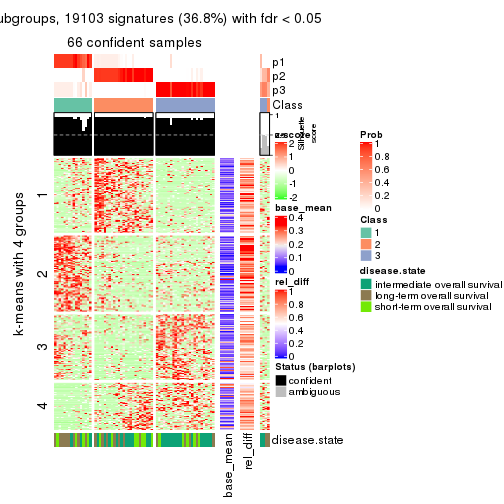 ubgroups, 19103 signatures (36.8%) with fdr < 0.05
66 confident samples
p1
p2
p3
Class
1
Silhouette
score
z-score
2
0
-2
base_mean
0.4
0.3
0.2
0.1
0
rel_diff
1
0.8
0.6
0.4
0.2
0
Status (barplots)
confident
ambiguous
Prob
1
0.8
0.6
0.4
0.2
0
Class
1
2
3
disease.state
intermediate overall survival
long-term overall survival
short-term overall survival
k-means with 4 groups
1
2
3
4
disease.state
base_mean
rel_diff